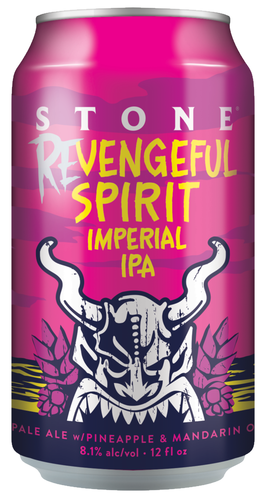 STONE®
REVENGEFUL
SPIRIT
IMPERIAL
IPA
PALE ALE w/PINEAPPLE & MANDARIN O
8.1% alc/vol · 12 fl oz